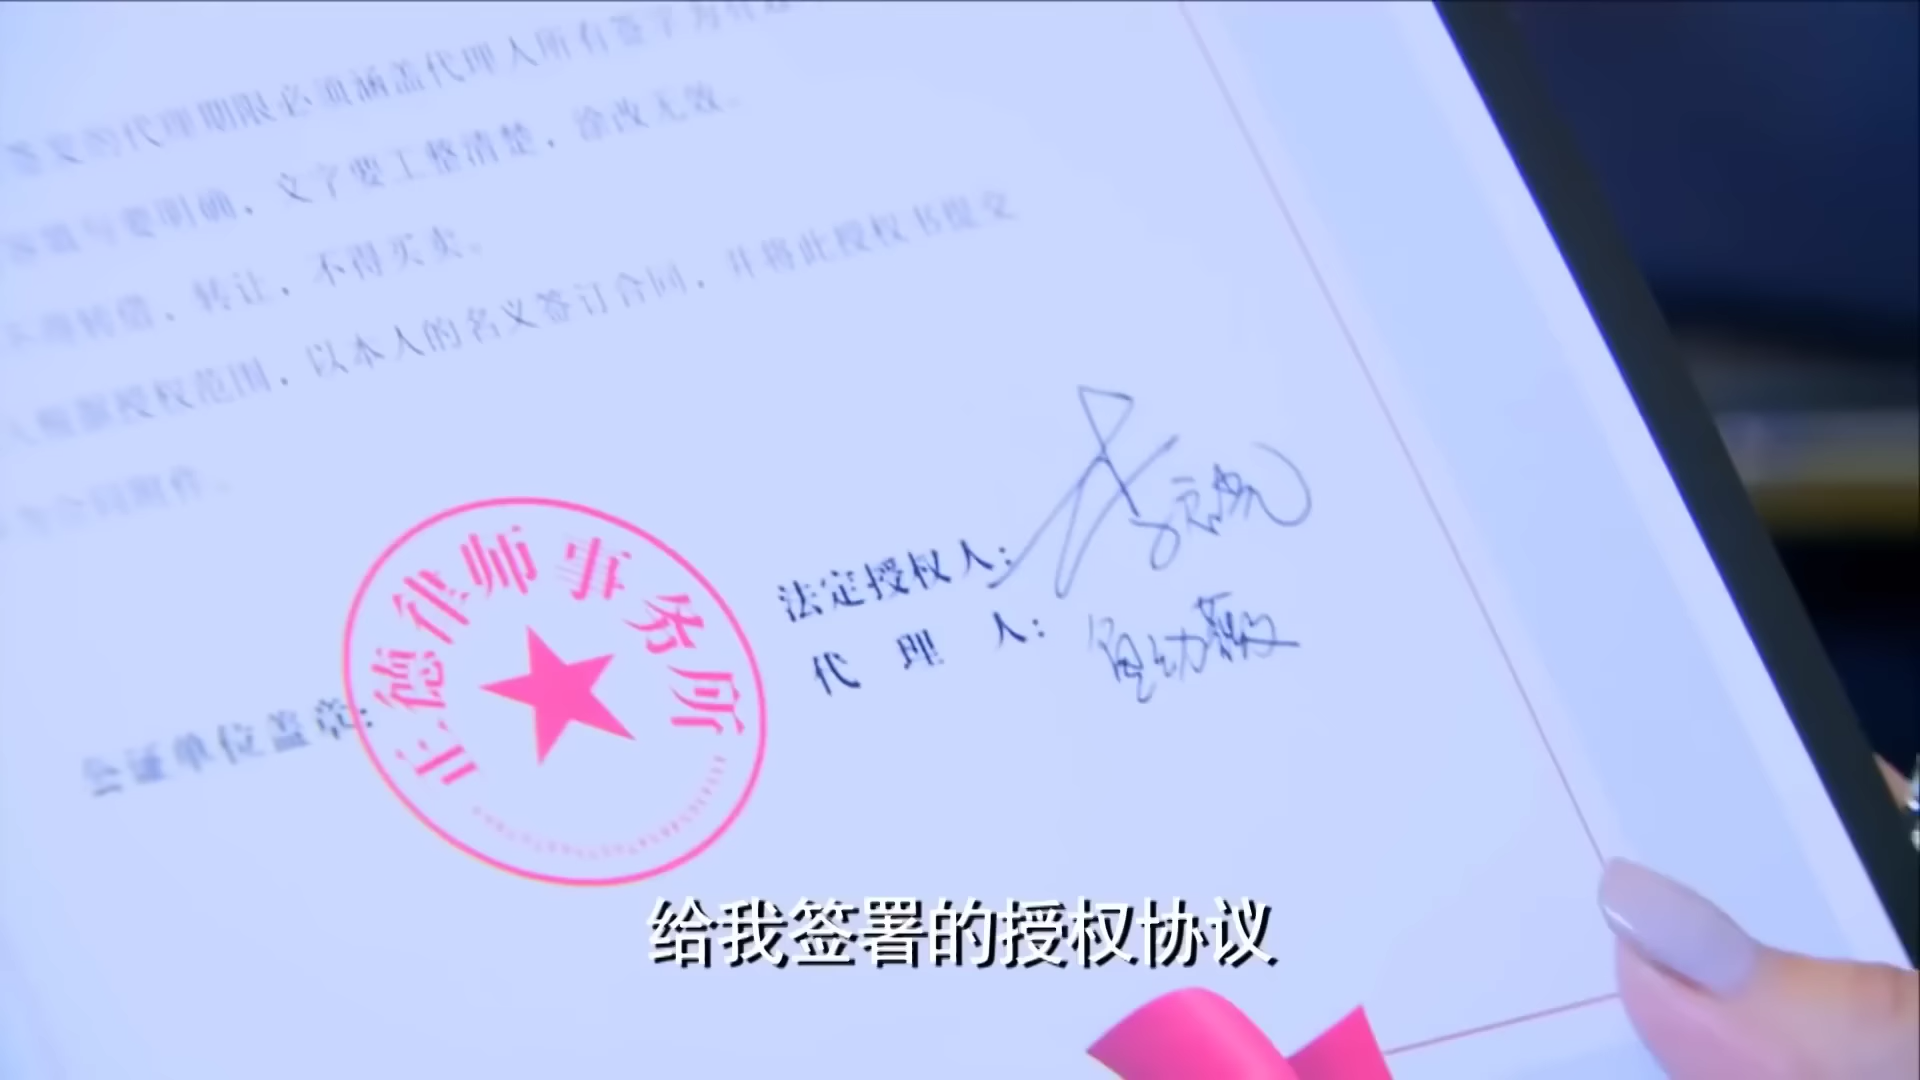 签发的代理期限必须涵盖代理人所有签字为有效
容填写要明确，文字要工整清楚，涂改无效。
转借，转让，不得买卖。
人根据授权范围，以本人的名义签订合同，并将此授权书提交
为合同附件。
法定授权人：
代理人：
公证单位盖章：
正德律师事务所
给我签署的授权协议